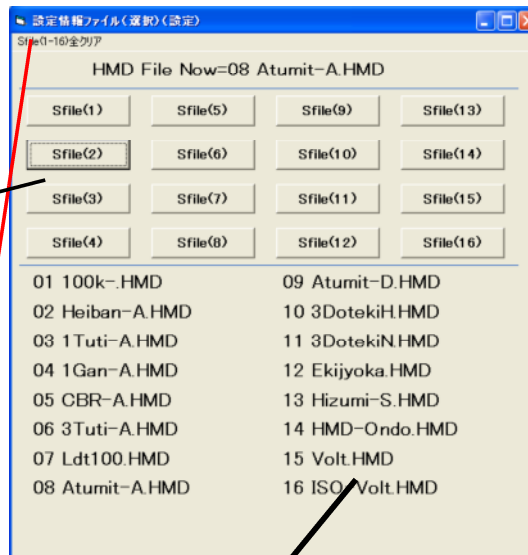 設定情報ファイル(選択)(設定)
Sfile(1-16)全クリア
HMD File Now=08 Atumit-A.HMD
Sfile(1) Sfile(5) Sfile(9) Sfile(13)
Sfile(2) Sfile(6) Sfile(10) Sfile(14)
Sfile(3) Sfile(7) Sfile(11) Sfile(15)
Sfile(4) Sfile(8) Sfile(12) Sfile(16)
01 100k-.HMD
02 Heiban-A.HMD
03 1Tuti-A.HMD
04 1Gan-A.HMD
05 CBR-A.HMD
06 3Tuti-A.HMD
07 Ldt100.HMD
08 Atumit-A.HMD
09 Atumit-D.HMD
10 3DotekiH.HMD
11 3DotekiN.HMD
12 Ekijyoka.HMD
13 Hizumi-S.HMD
14 HMD-Ondo.HMD
15 Volt.HMD
16 ISO-Volt.HMD